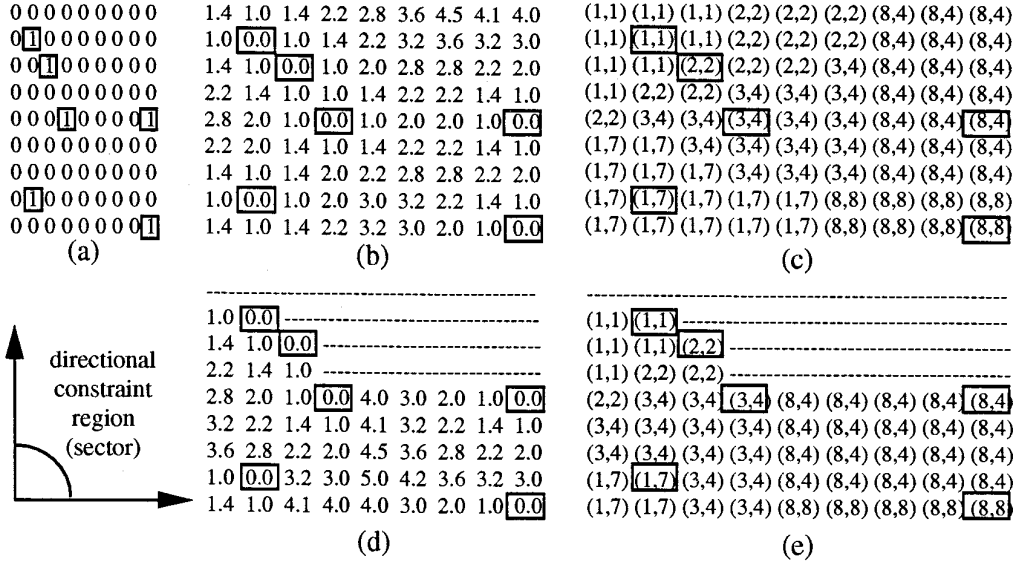 0 0 0 0 0 0 0 0 0
0 1 0 0 0 0 0 0 0
0 0 1 0 0 0 0 0 0
0 0 0 0 0 0 0 0 0
0 0 0 1 0 0 0 0 1
0 0 0 0 0 0 0 0 0
0 0 0 0 0 0 0 0 0
0 1 0 0 0 0 0 0 0
0 0 0 0 0 0 0 0 1
(a)
1.4 1.0 1.4 2.2 2.8 3.6 4.5 4.1 4.0
1.0 0.0 1.0 1.4 2.2 3.2 3.6 3.2 3.0
1.4 1.0 0.0 1.0 2.0 2.8 2.8 2.2 2.0
2.2 1.4 1.0 1.0 1.4 2.2 2.2 1.4 1.0
2.8 2.0 1.0 0.0 1.0 2.0 2.0 1.0 0.0
2.2 2.0 1.4 1.0 1.4 2.2 2.2 1.4 1.0
1.4 1.0 1.4 2.0 2.2 2.8 2.8 2.2 2.0
1.0 0.0 1.0 2.0 3.0 3.2 2.2 1.4 1.0
1.4 1.0 1.4 2.2 3.2 3.0 2.0 1.0 0.0
(b)
(1,1) (1,1) (1,1) (2,2) (2,2) (2,2) (8,4) (8,4) (8,4)
(1,1) (1,1) (1,1) (2,2) (2,2) (2,2) (8,4) (8,4) (8,4)
(1,1) (1,1) (2,2) (2,2) (2,2) (3,4) (8,4) (8,4) (8,4)
(1,1) (2,2) (2,2) (3,4) (3,4) (3,4) (8,4) (8,4) (8,4)
(2,2) (3,4) (3,4) (3,4) (3,4) (3,4) (8,4) (8,4) (8,4)
(1,7) (1,7) (3,4) (3,4) (3,4) (3,4) (8,4) (8,4) (8,4)
(1,7) (1,7) (1,7) (3,4) (3,4) (3,4) (8,4) (8,4) (8,4)
(1,7) (1,7) (1,7) (1,7) (1,7) (8,8) (8,8) (8,8) (8,8)
(1,7) (1,7) (1,7) (1,7) (1,7) (8,8) (8,8) (8,8) (8,8)
(c)
directional
constraint
region
(sector)
1.0 0.0
1.4 1.0 0.0
2.2 1.4 1.0
2.8 2.0 1.0 0.0 4.0 3.0 2.0 1.0 0.0
3.2 2.2 1.4 1.0 4.1 3.2 2.2 1.4 1.0
3.6 2.8 2.2 2.0 4.5 3.6 2.8 2.2 2.0
1.0 0.0 3.2 3.0 5.0 4.2 3.6 3.2 3.0
1.4 1.0 4.1 4.0 4.0 3.0 2.0 1.0 0.0
(d)
(1,1) (1,1)
(1,1) (1,1) (2,2)
(1,1) (2,2) (2,2)
(2,2) (3,4) (3,4) (3,4) (8,4) (8,4) (8,4) (8,4) (8,4)
(3,4) (3,4) (3,4) (3,4) (8,4) (8,4) (8,4) (8,4) (8,4)
(3,4) (3,4) (3,4) (3,4) (8,4) (8,4) (8,4) (8,4) (8,4)
(1,7) (1,7) (3,4) (3,4) (8,4) (8,4) (8,4) (8,4) (8,4)
(1,7) (1,7) (3,4) (3,4) (8,8) (8,8) (8,8) (8,8) (8,8)
(e)